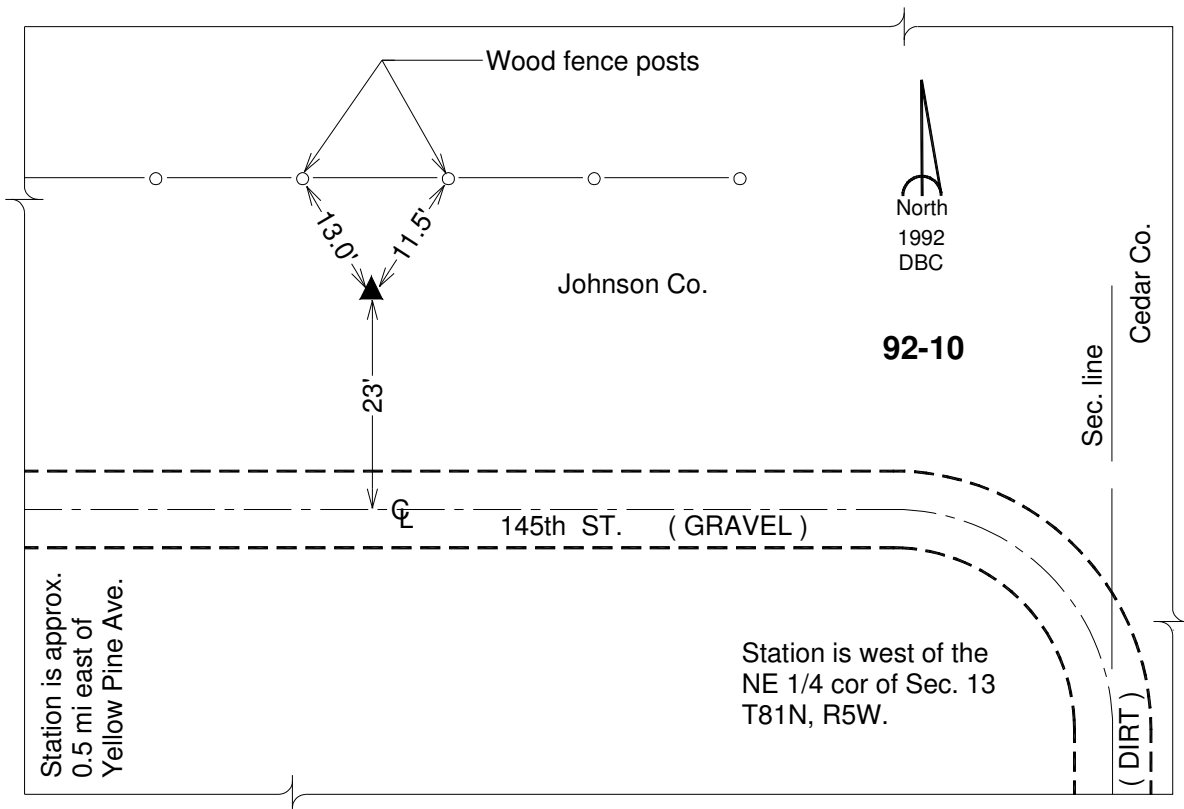 Wood fence posts
13.0'
11.5'
North
1992
DBC
Johnson Co.
Cedar Co.
92-10
Sec. line
23'
CL
145th ST. ( GRAVEL )
Station is approx.
0.5 mi east of
Yellow Pine Ave.
Station is west of the
NE 1/4 cor of Sec. 13
T81N, R5W.
( DIRT )